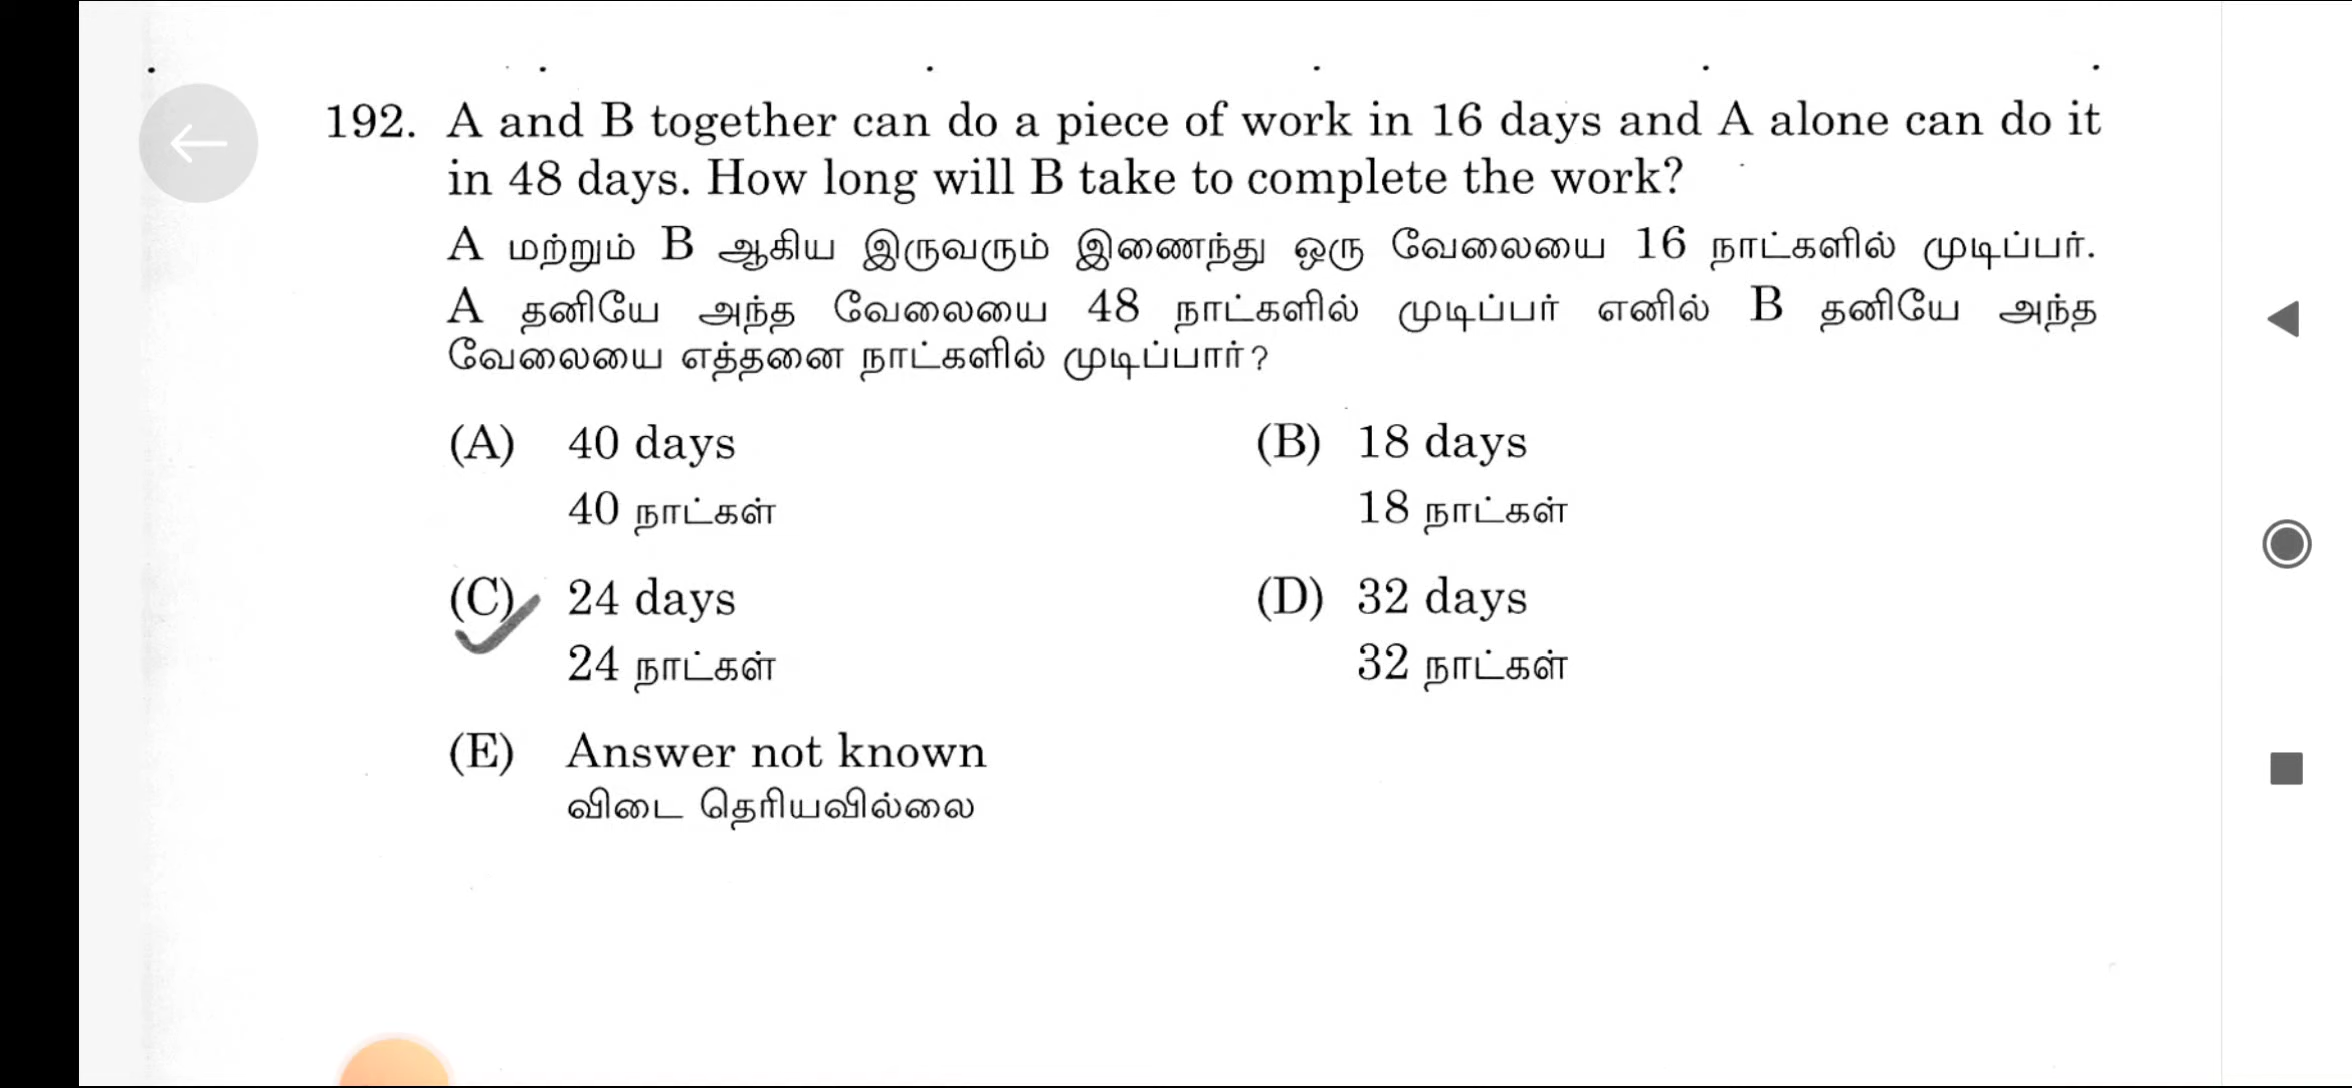 192. A and B together can do a piece of work in 16 days and A alone can do it
in 48 days. How long will B take to complete the work?
A மற்றும் B ஆகிய இருவரும் இணைந்து ஒரு வேலையை 16 நாட்களில் முடிப்பர்.
A தனியே அந்த வேலையை 48 நாட்களில் முடிப்பர் எனில் B தனியே அந்த
வேலையை எத்தனை நாட்களில் முடிப்பார்?
(A) 40 days (B) 18 days
40 நாட்கள் 18 நாட்கள்
(C) 24 days (D) 32 days
24 நாட்கள் 32 நாட்கள்
(E) Answer not known
விடை தெரியவில்லை